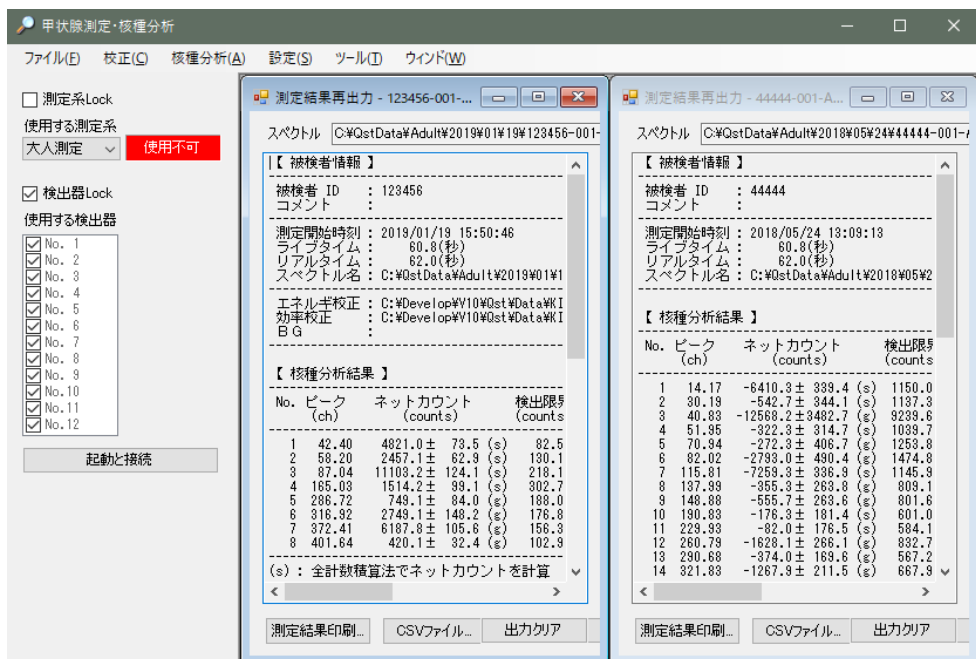 甲状腺測定・核種分析
ファイル(F) 校正(C) 核種分析(A) 設定(S) ツール(T) ウィンド(W)
測定系Lock
使用する測定系
大人測定 使用不可
検出器Lock
使用する検出器
No. 1
No. 2
No. 3
No. 4
No. 5
No. 6
No. 7
No. 8
No. 9
No.10
No.11
No.12
起動と接続
測定結果再出力 - 123456-001-...
スペクトル C:¥QstData¥Adult¥2019¥01¥19¥123456-001-
【 被検者情報 】
被検者 ID : 123456
コメント :
測定開始時刻 : 2019/01/19 15:50:46
ライブタイム : 60.8(秒)
リアルタイム : 62.0(秒)
スペクトル名 : C:¥QstData¥Adult¥2019¥01¥1
エネルギ校正 : C:¥Develop¥V10¥Qst¥Data¥KI
効率校正 : C:¥Develop¥V10¥Qst¥Data¥KI
BG :
【 核種分析結果 】
No. ピーク ネットカウント 検出限界
(ch) (counts) (counts
1 42.40 4821.0± 73.5 (s) 82.5
2 58.20 2457.1± 62.9 (s) 130.1
3 87.04 11103.2± 124.1 (s) 218.1
4 165.03 1514.2± 99.1 (s) 302.7
5 286.72 749.1± 84.0 (g) 188.0
6 316.92 2749.1± 148.2 (g) 176.8
7 372.41 6187.8± 105.6 (g) 156.3
8 401.64 420.1± 32.4 (g) 102.9
(s) : 全計数積算法でネットカウントを計算
測定結果印刷... CSVファイル... 出力クリア
測定結果再出力 - 44444-001-A...
スペクトル C:¥QstData¥Adult¥2018¥05¥24¥44444-001-A
【 被検者情報 】
被検者 ID : 44444
コメント :
測定開始時刻 : 2018/05/24 13:09:13
ライブタイム : 60.8(秒)
リアルタイム : 62.0(秒)
スペクトル名 : C:¥QstData¥Adult¥2018¥05¥2
【 核種分析結果 】
No. ピーク ネットカウント 検出限界
(ch) (counts) (counts
1 14.17 -6410.3± 339.4 (s) 1150.0
2 30.19 -542.7± 344.1 (s) 1137.3
3 40.83 -12568.2±3482.7 (g) 9239.6
4 51.95 -322.3± 314.7 (s) 1039.7
5 70.94 -272.3± 406.7 (s) 1253.8
6 82.02 -2793.0± 490.4 (g) 1474.8
7 115.81 -7259.3± 336.9 (s) 1145.9
8 137.99 -355.3± 263.8 (g) 809.1
9 148.88 -555.7± 263.6 (g) 801.6
10 190.83 -176.3± 181.4 (s) 601.0
11 229.93 -82.0± 176.5 (s) 584.1
12 260.79 -1628.1± 266.1 (g) 832.7
13 290.68 -374.0± 169.6 (g) 567.2
14 321.83 -1267.9± 211.5 (g) 667.9
測定結果印刷... CSVファイル... 出力クリア